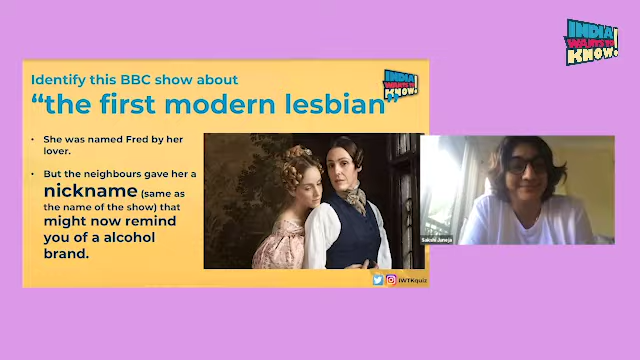 INDIA
WANTS TO
KNOW!
Identify this BBC show about
INDIA
WANTS TO
KNOW!
“the first modern lesbian”
• She was named Fred by her
lover.
• But the neighbours gave her a
nickname (same as
the name of the show) that
might now remind
you of a alcohol
brand.
Sakshi Juneja
IWTKquiz